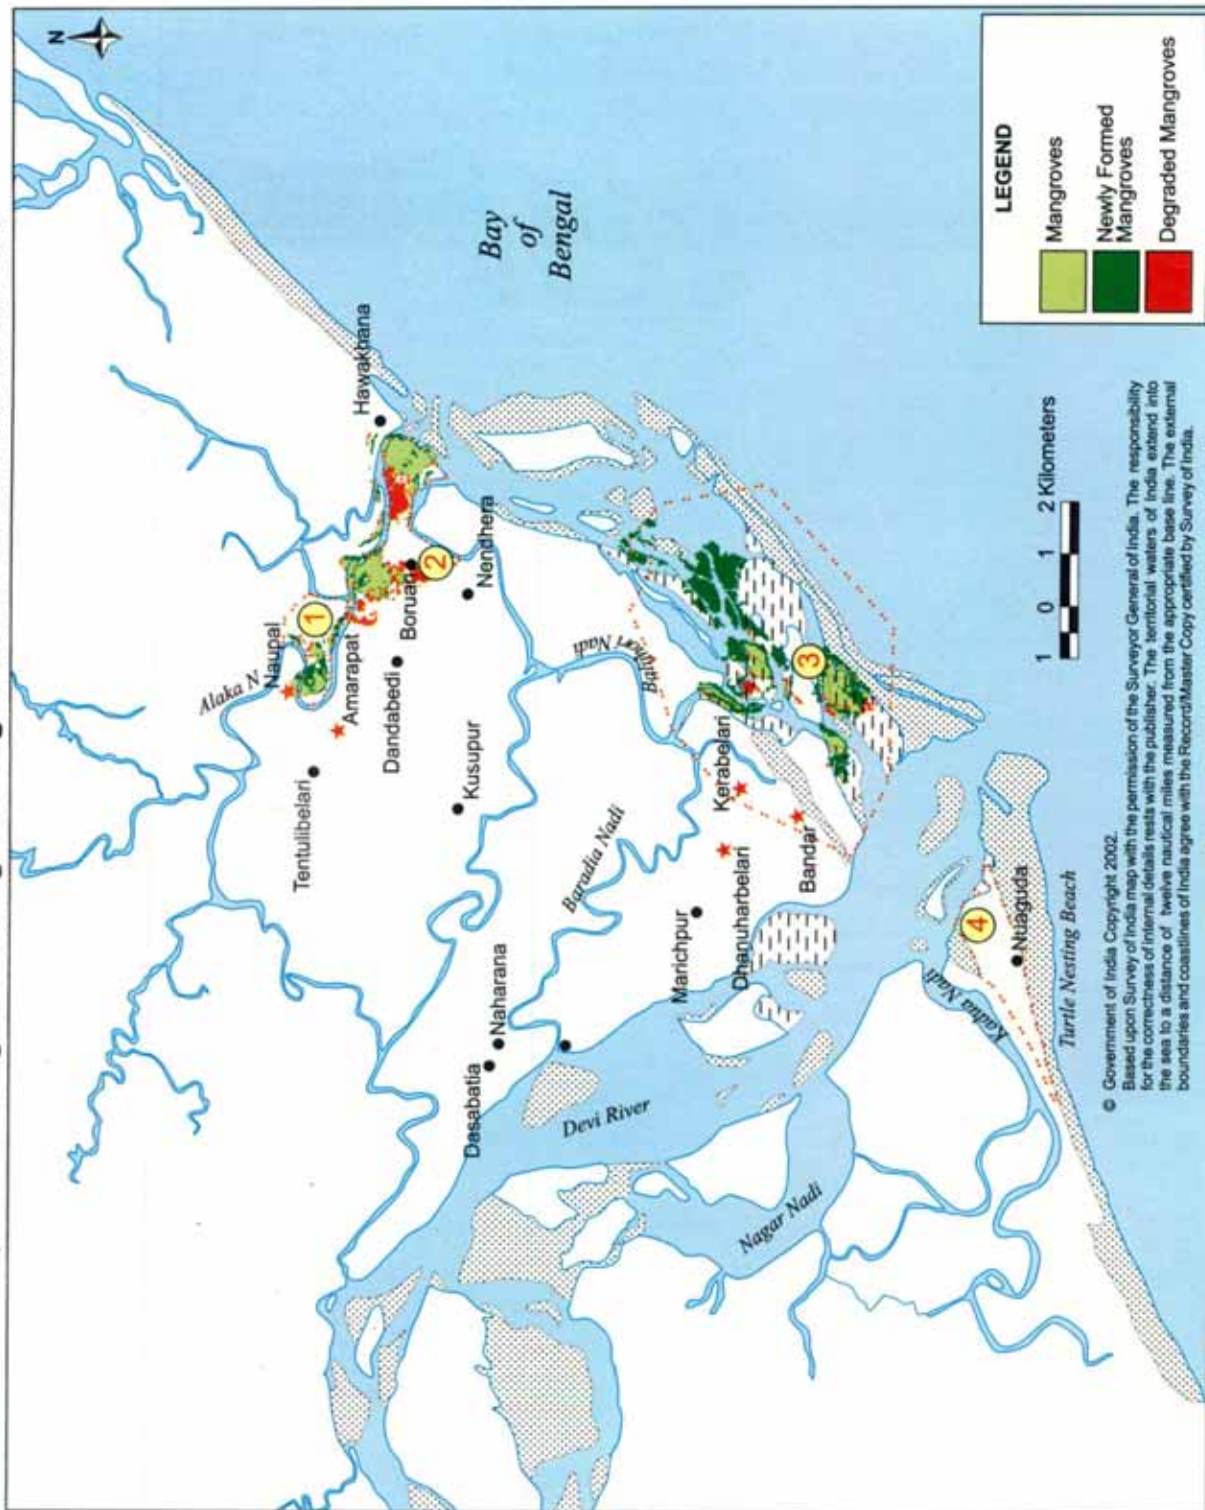 N
Alaka N
Naupal
1
Amarapat
Tentulibelari
Dandabedi
Boruan
2
Hawakhana
Nendhera
Kusupur
Bay
of
Bengal
Baradia Nadi
Nadi
Naharana
Dasabatia
Marichpur
Dhanuharbelari
Kerabelari
Bandar
3
Devi River
Nagar Nadi
4
Nuaguda
Kadua Nadi
Turtle Nesting Beach
1 0 1 2 Kilometers
LEGEND
Mangroves
Newly Formed
Mangroves
Degraded Mangroves
© Government of India Copyright 2002.
Based upon Survey of India map with the permission of the Surveyor General of India. The responsibility
for the correctness of internal details rests with the publisher. The territorial waters of India extend into
the sea to a distance of twelve nautical miles measured from the appropriate base line. The external
boundaries and coastlines of India agree with the Record/Master Copy certified by Survey of India.